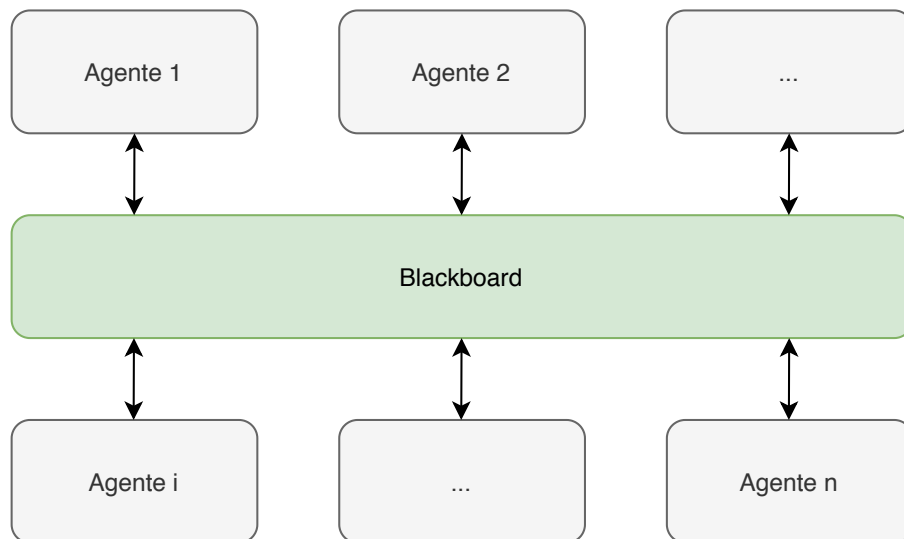 Agente 1
Agente 2
...
Blackboard
Agente i
...
Agente n